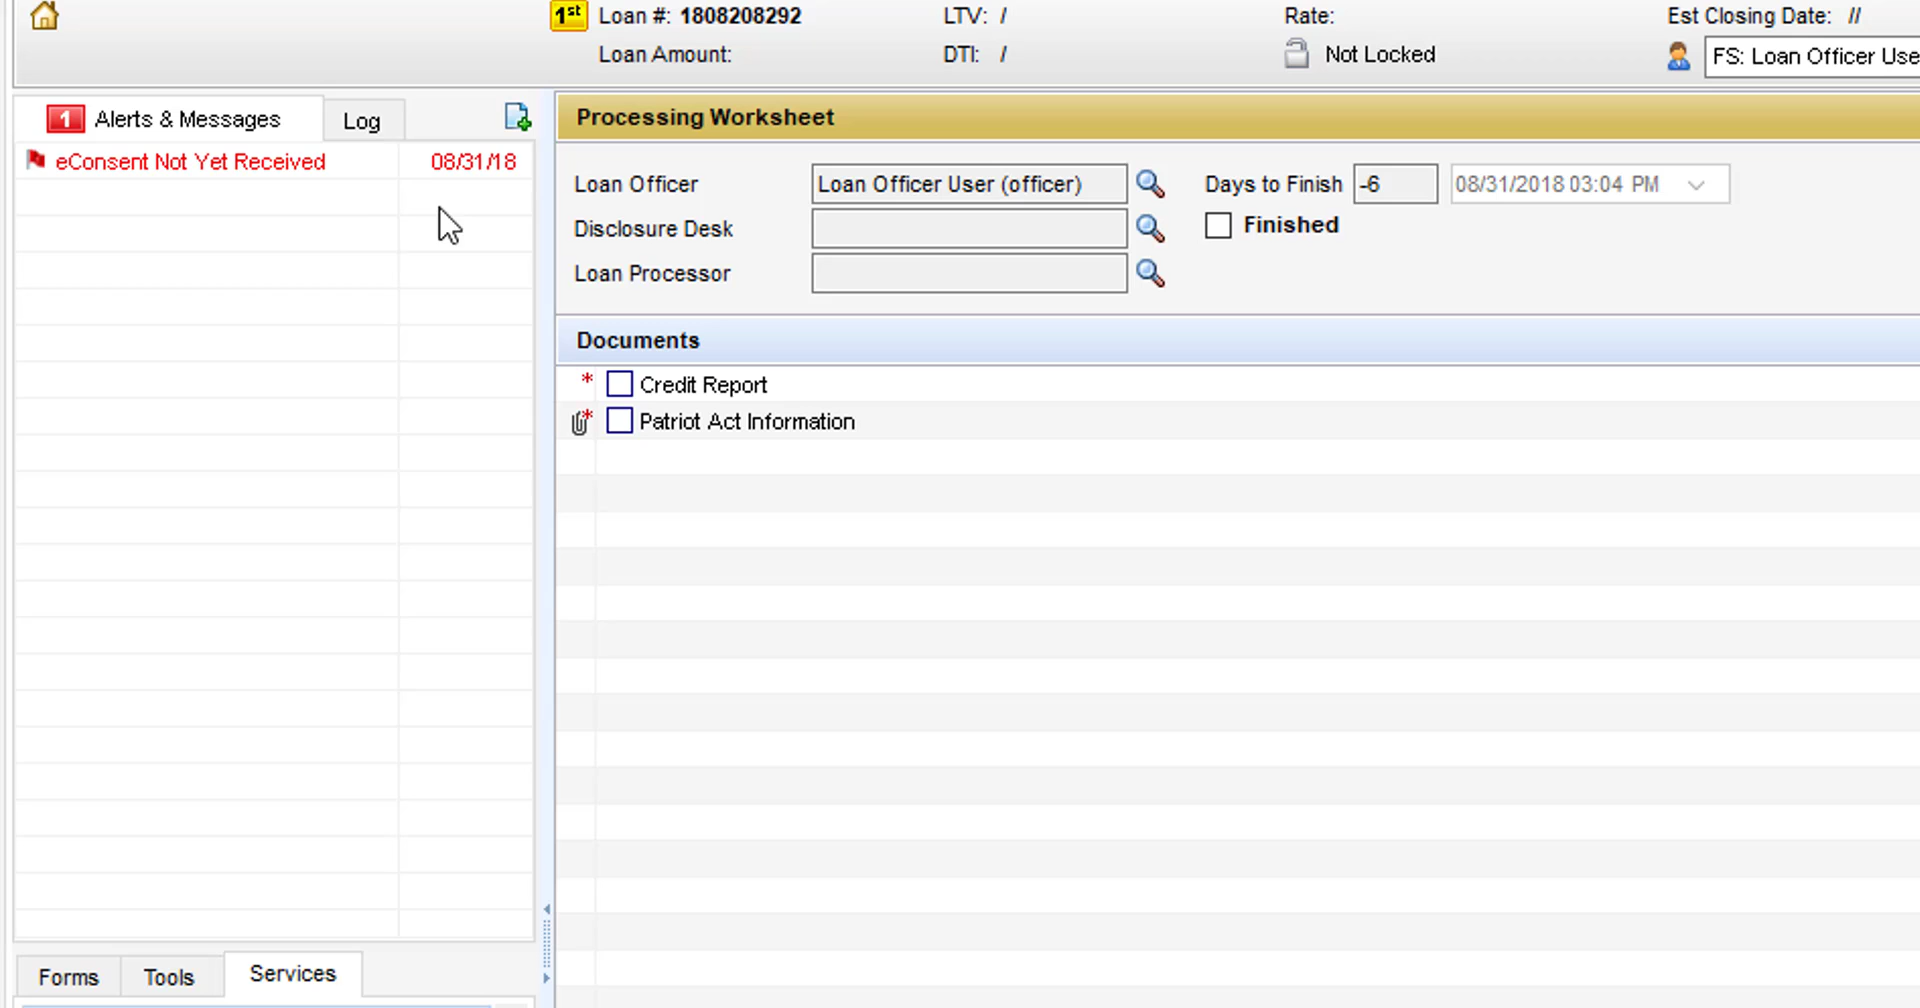 1st Loan #: 1808208292 LTV: / Rate: Est Closing Date: //
Loan Amount: DTI: / Not Locked FS: Loan Officer Use
1 Alerts & Messages Log
eConsent Not Yet Received 08/31/18
Processing Worksheet
Loan Officer Loan Officer User (officer) Days to Finish -6 08/31/2018 03:04 PM
Disclosure Desk Finished
Loan Processor
Documents
* Credit Report
* Patriot Act Information
Forms Tools Services